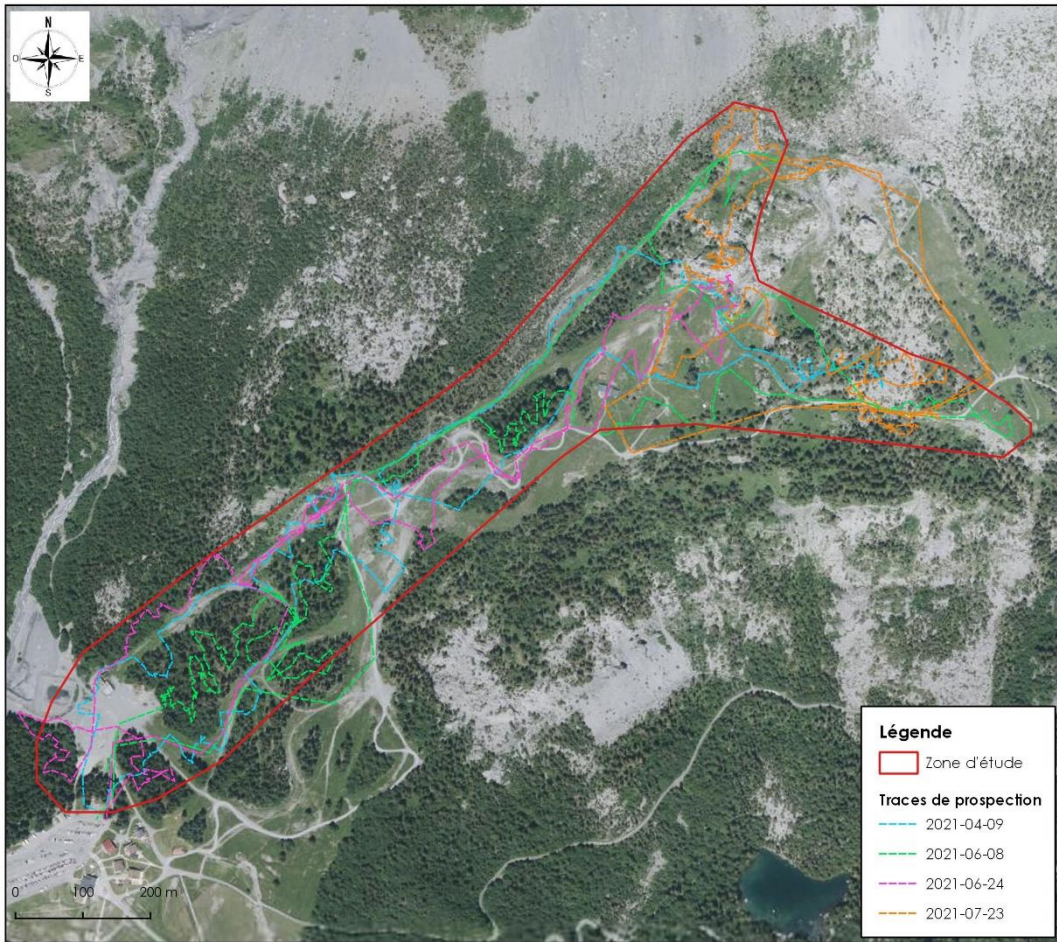 N
O
E
S
Légende
Zone d'étude
Traces de prospection
2021-04-09
2021-06-08
2021-06-24
2021-07-23
0 100 200 m